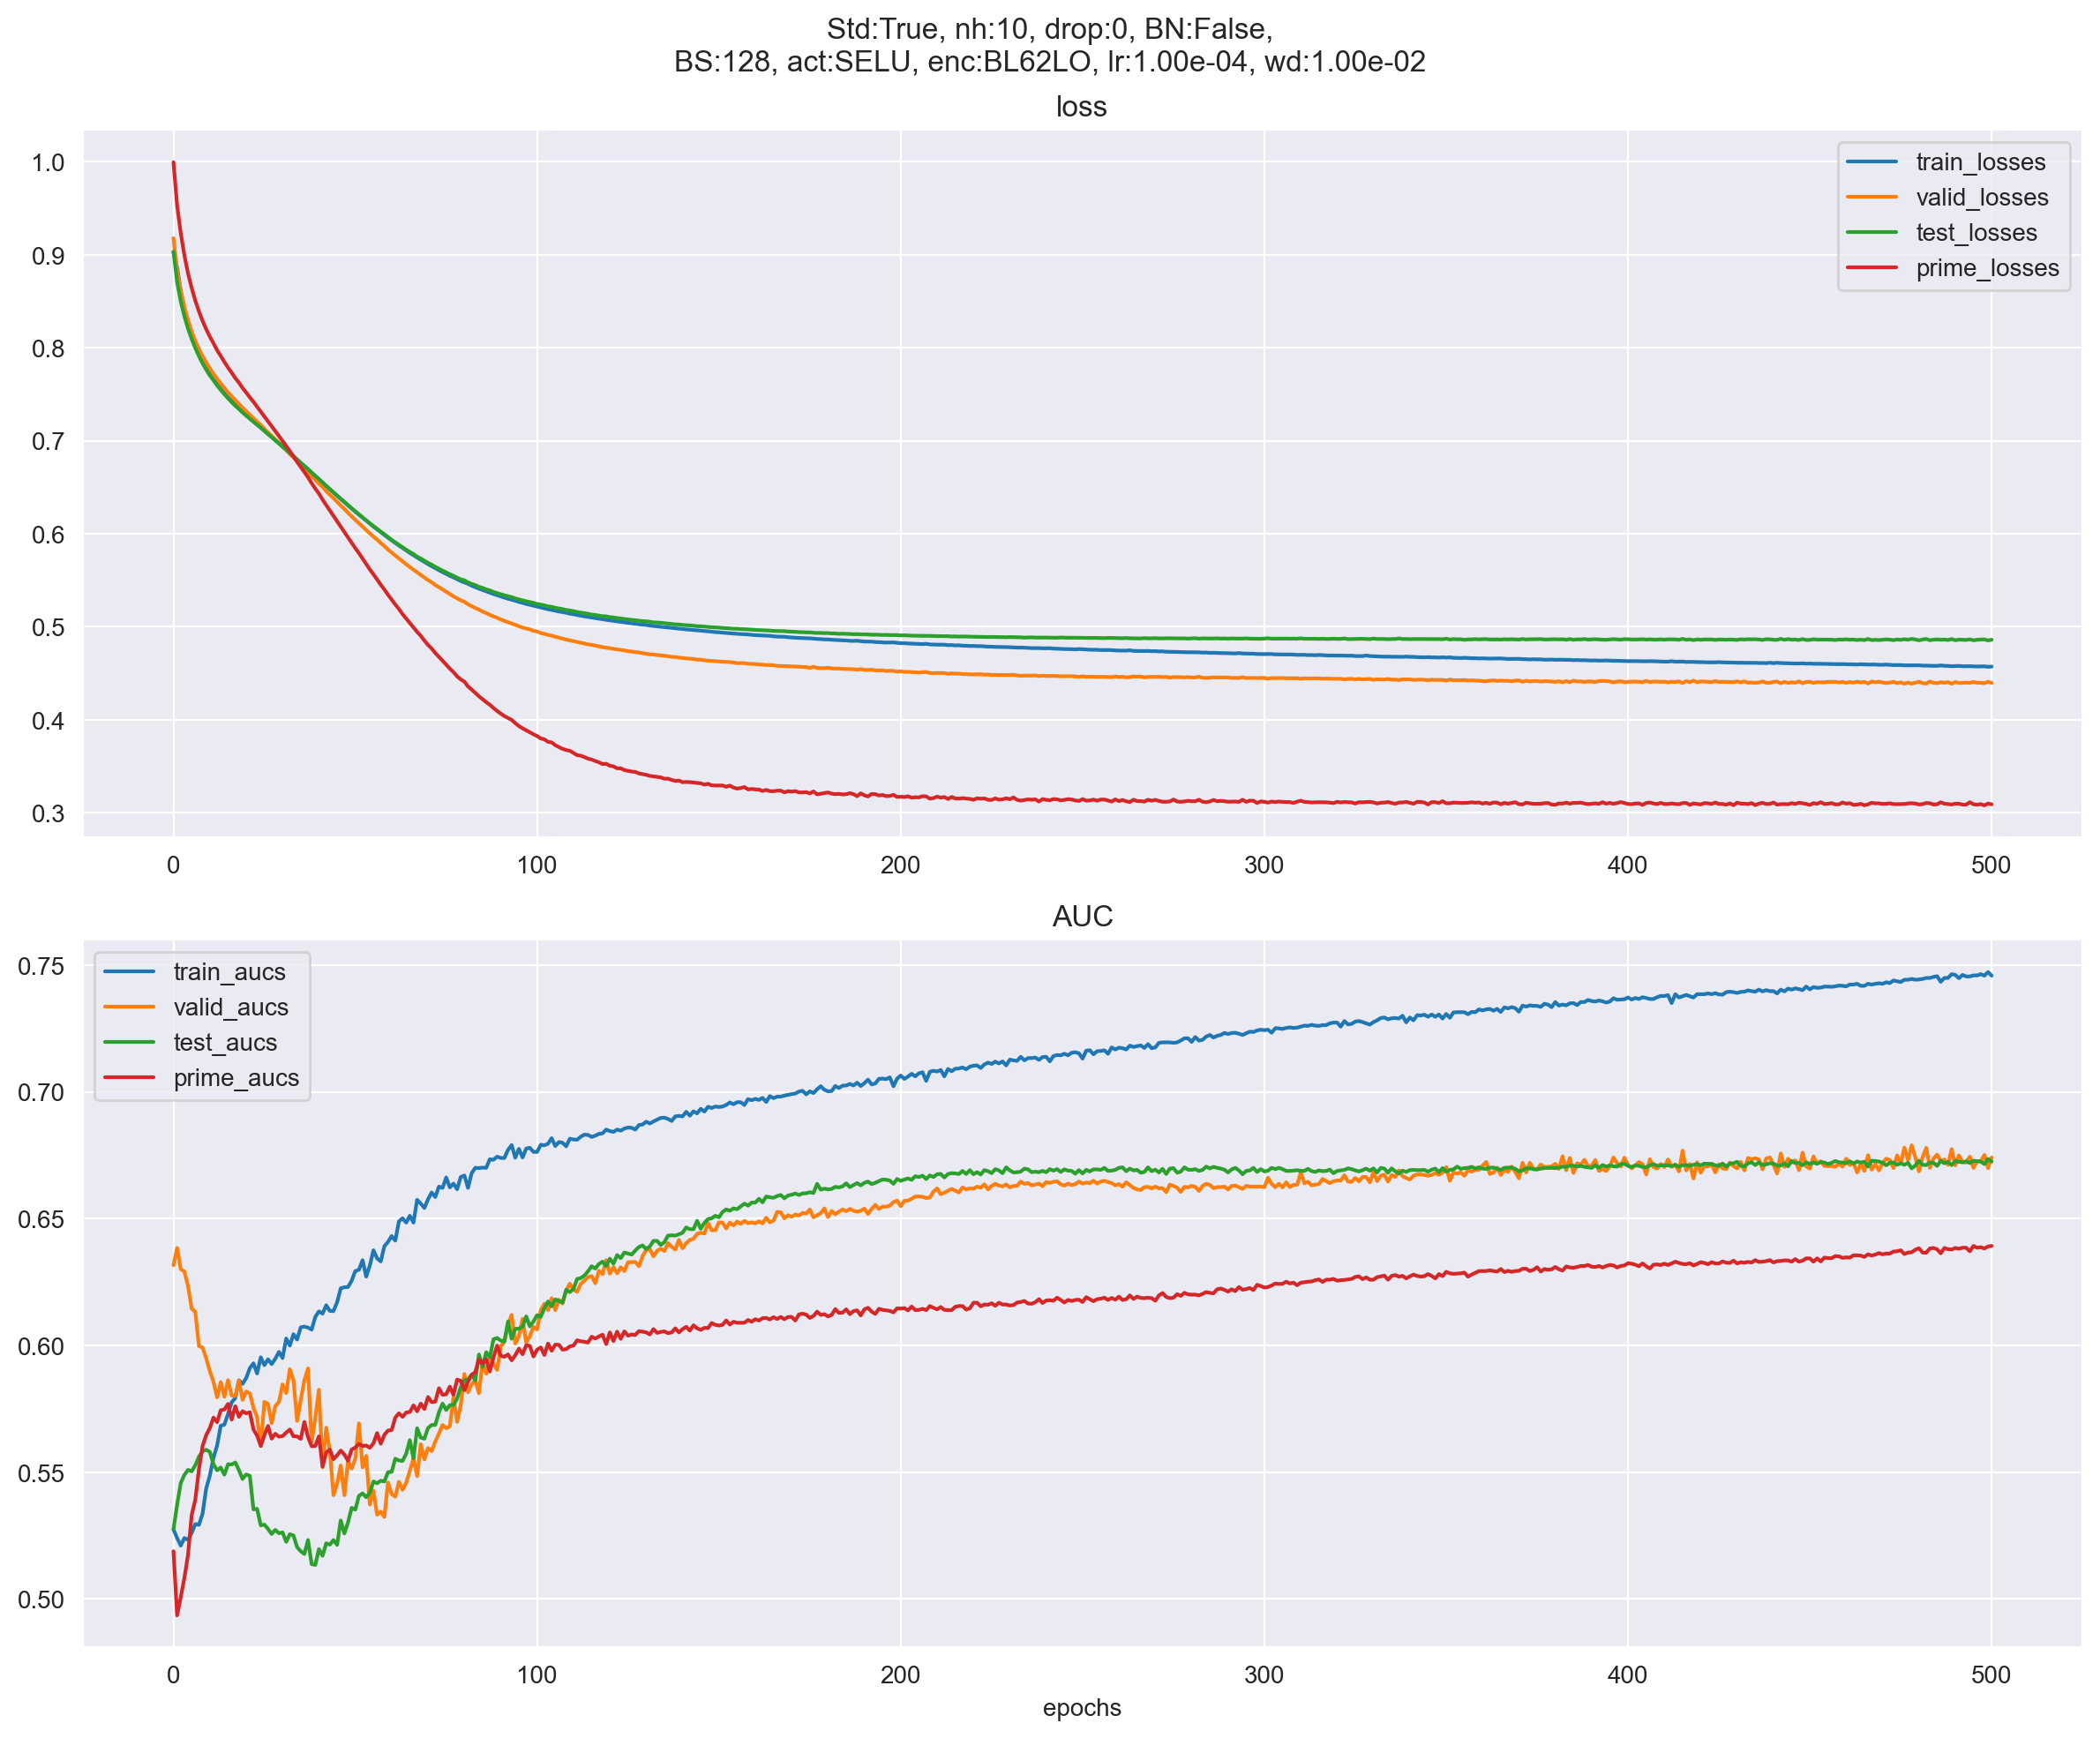 Std:True, nh:10, drop:0, BN:False,
BS:128, act:SELU, enc:BL62LO, lr:1.00e-04, wd:1.00e-02
loss
1.0
0.9
0.8
0.7
0.6
0.5
0.4
0.3
train_losses
valid_losses
test_losses
prime_losses
0 100 200 300 400 500
AUC
0.75
0.70
0.65
0.60
0.55
0.50
train_aucs
valid_aucs
test_aucs
prime_aucs
0 100 200 300 400 500
epochs